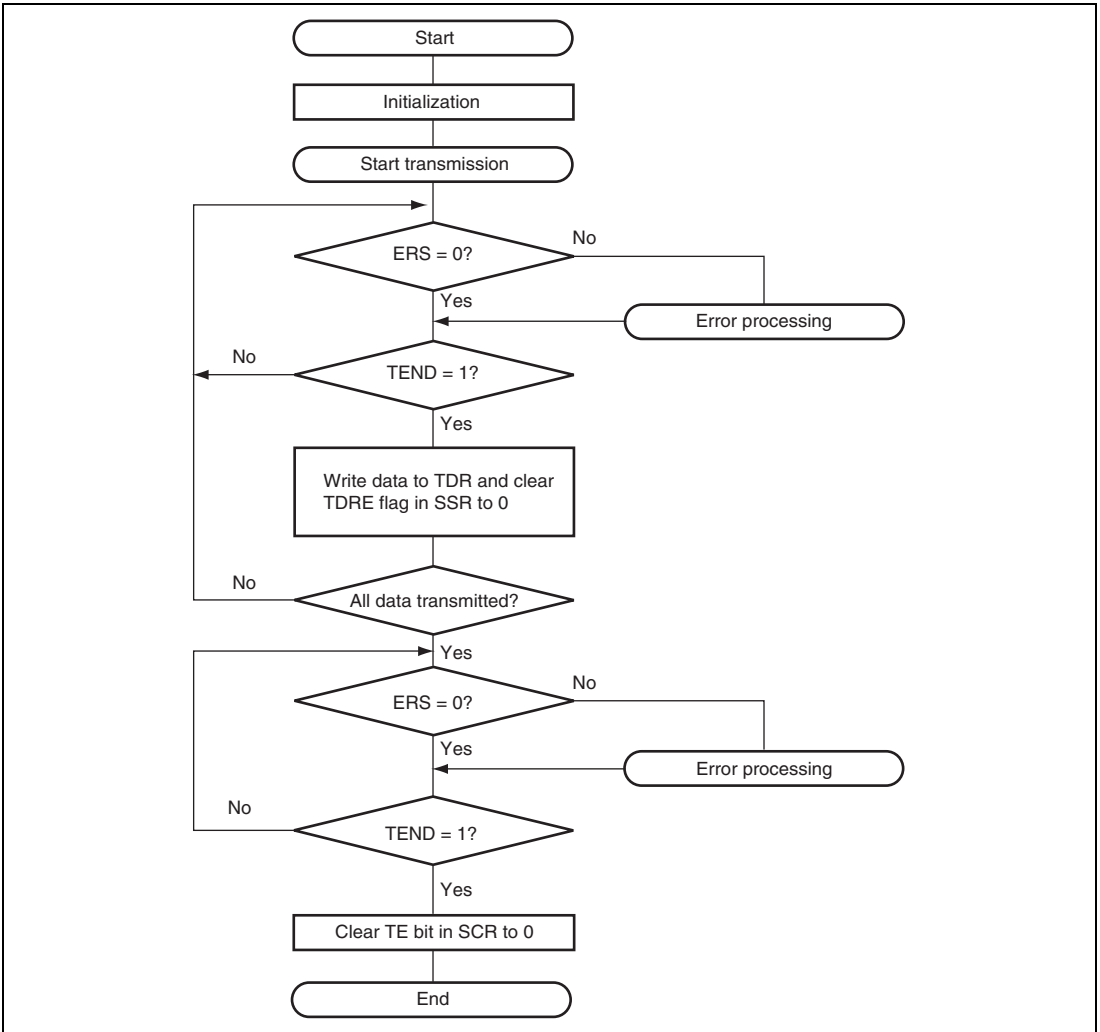 Start
Initialization
Start transmission
ERS = 0?
No
Yes
Error processing
No
TEND = 1?
Yes
Write data to TDR and clear
TDRE flag in SSR to 0
No
All data transmitted?
Yes
ERS = 0?
No
Yes
Error processing
No
TEND = 1?
Yes
Clear TE bit in SCR to 0
End